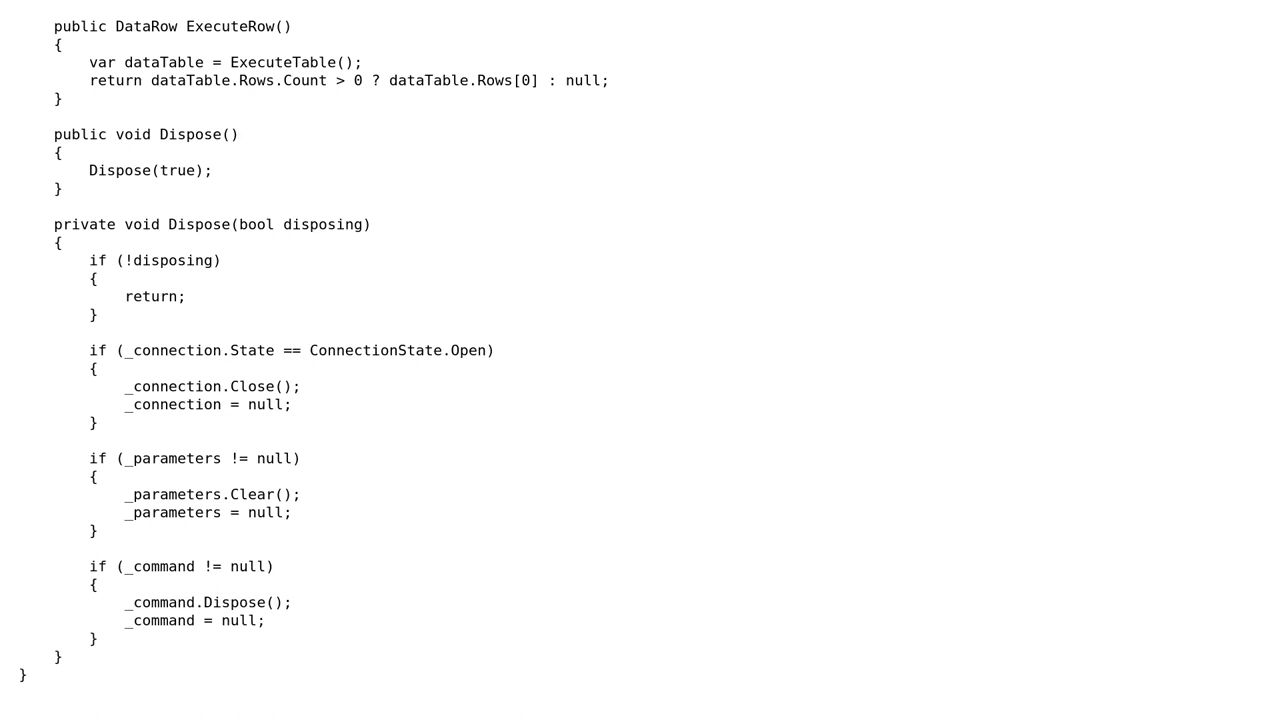 public DataRow ExecuteRow()
    {
        var dataTable = ExecuteTable();
        return dataTable.Rows.Count > 0 ? dataTable.Rows[0] : null;
    }

    public void Dispose()
    {
        Dispose(true);
    }

    private void Dispose(bool disposing)
    {
        if (!disposing)
        {
            return;
        }

        if (_connection.State == ConnectionState.Open)
        {
            _connection.Close();
            _connection = null;
        }

        if (_parameters != null)
        {
            _parameters.Clear();
            _parameters = null;
        }

        if (_command != null)
        {
            _command.Dispose();
            _command = null;
        }
    }
}